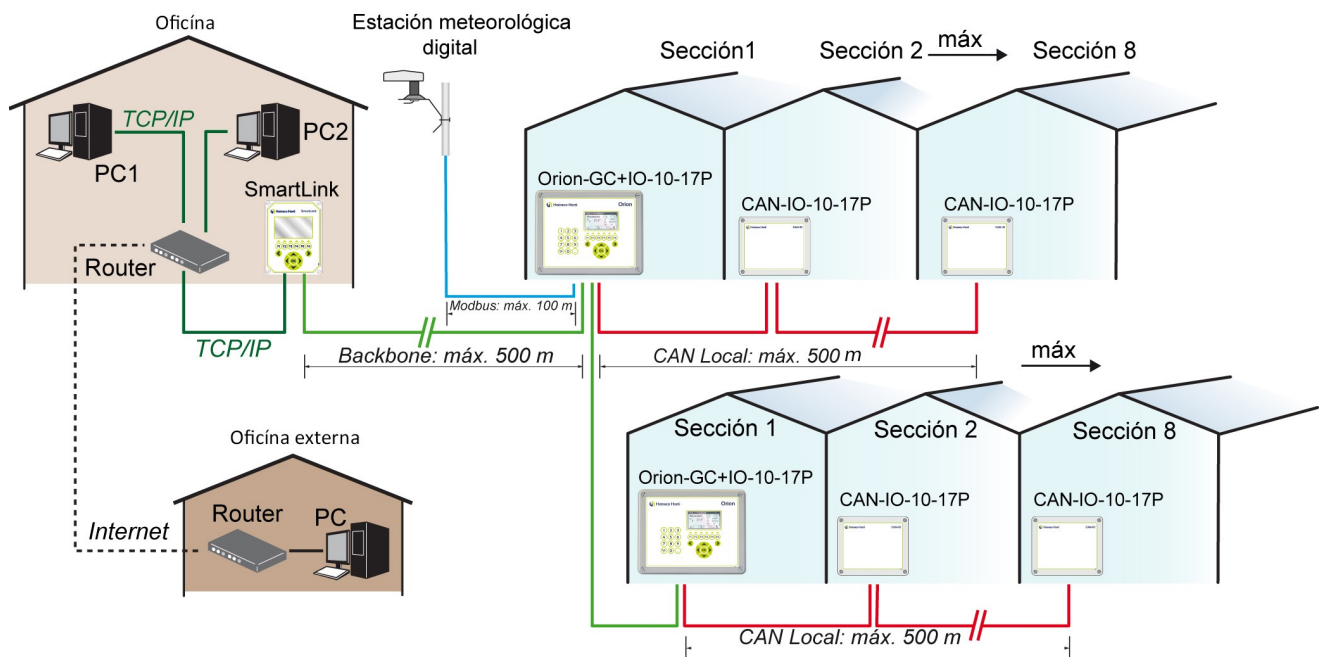 Oficína
TCP/IP
PC1
PC2
SmartLink
Router
TCP/IP
Estación meteorológica
digital
Modbus: máx. 100 m
Backbone: máx. 500 m
Sección1
Sección 2
máx
Sección 8
Orion-GC+IO-10-17P
Orion
CAN-IO-10-17P
CAN-IO-10-17P
CAN Local: máx. 500 m
máx
Sección 1
Sección 2
Sección 8
Orion-GC+IO-10-17P
Orion
CAN-IO-10-17P
CAN-IO-10-17P
CAN Local: máx. 500 m
Oficína externa
Internet
Router
PC